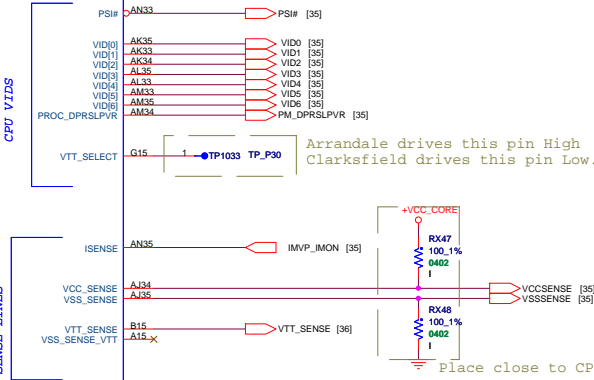 PSI# AN33 PSI# [35]
CPU VIDS
VID[0] AK35 VID0 [35]
VID[1] AK33 VID1 [35]
VID[2] AK34 VID2 [35]
VID[3] AL35 VID3 [35]
VID[4] AL33 VID4 [35]
VID[5] AM33 VID5 [35]
VID[6] AM35 VID6 [35]
PROC_DPRSLPVR AM34 PM_DPRSLPVR [35]
VTT_SELECT G15 1 TP1033 TP_P30
Arrandale drives this pin High
Clarksfield drives this pin Low.
+VCC_CORE
RX47
100_1%
0402
I
ISENSE AN35 IMVP_IMON [35]
VCC_SENSE AJ34 VCCSENSE [35]
VSS_SENSE AJ35 VSSSENSE [35]
RX48
100_1%
0402
I
VTT_SENSE B15 VTT_SENSE [36]
VSS_SENSE_VTT A15
Place close to CP